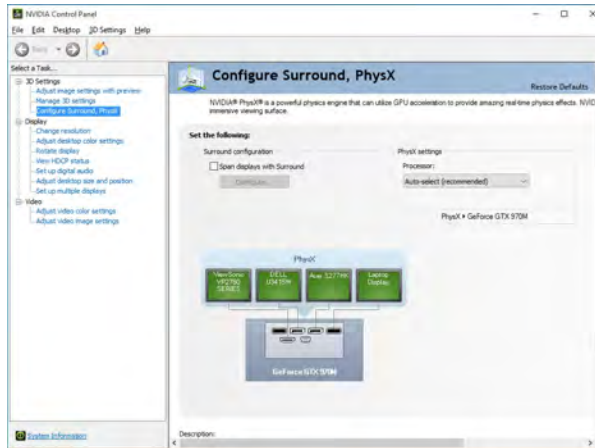 NVIDIA Control Panel
File Edit Desktop 3D Settings Help
Back
Select a Task...
3D Settings
Adjust image settings with preview
Manage 3D settings
Configure Surround, PhysX
Display
Change resolution
Adjust desktop color settings
Rotate display
View HDCP status
Set up digital audio
Adjust desktop size and position
Set up multiple displays
Video
Adjust video color settings
Adjust video image settings
System Information
Configure Surround, PhysX
Restore Defaults
NVIDIA® PhysX® is a powerful physics engine that can utilize GPU acceleration to provide amazing real-time physics effects. NVID
immersive viewing surface.
Set the following:
Surround configuration
Span displays with Surround
Configure...
PhysX settings
Processor:
Auto-select (recommended)
PhysX > GeForce GTX 970M
PhysX
ViewSonic
VP2780
SERIES
DELL
U3415W
Acer
Laptop
Display
GeForce GTX 970M
Description: